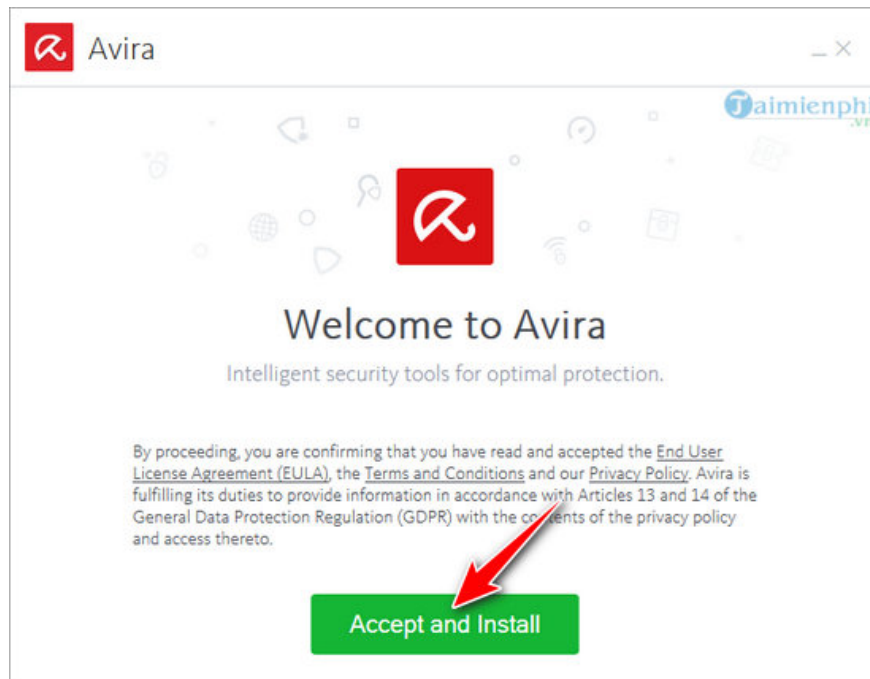 Avira
Taimienphi
.vn
Welcome to Avira
Intelligent security tools for optimal protection.
By proceeding, you are confirming that you have read and accepted the End User
License Agreement (EULA), the Terms and Conditions and our Privacy Policy. Avira is
fulfilling its duties to provide information in accordance with Articles 13 and 14 of the
General Data Protection Regulation (GDPR) with the contents of the privacy policy
and access thereto.
Accept and Install